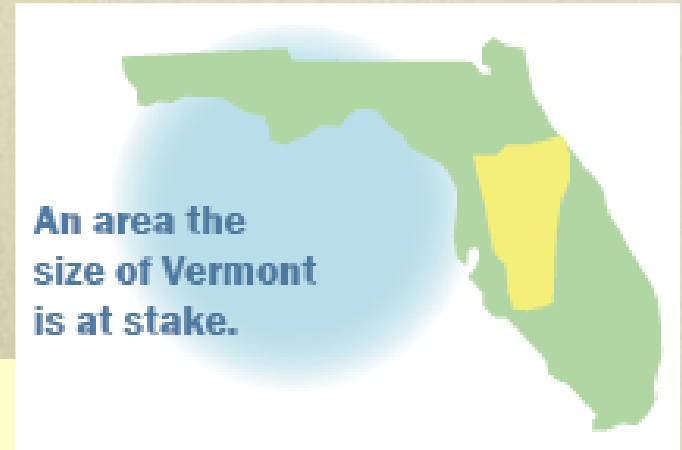 An area the
size of Vermont
is at stake.